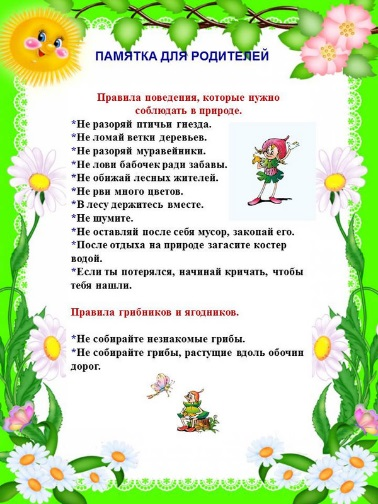 ПАМЯТКА ДЛЯ РОДИТЕЛЕЙ
Правила поведения, которые нужно
соблюдать в природе.
*Не разоряй птичьи гнезда.
*Не ломай ветки деревьев.
*Не разоряй муравейники.
*Не лови бабочек ради забавы.
*Не обижай лесных жителей.
*Не рви много цветов.
*В лесу держитесь вместе.
*Не шумите.
*Не оставляй после себя мусор, закопай его.
*После отдыха на природе загасите костер
водой.
*Если ты потерялся, начинай кричать, чтобы
тебя нашли.
Правила грибников и ягодников.
*Не собирайте незнакомые грибы.
*Не собирайте грибы, растущие вдоль обочин
дорог.